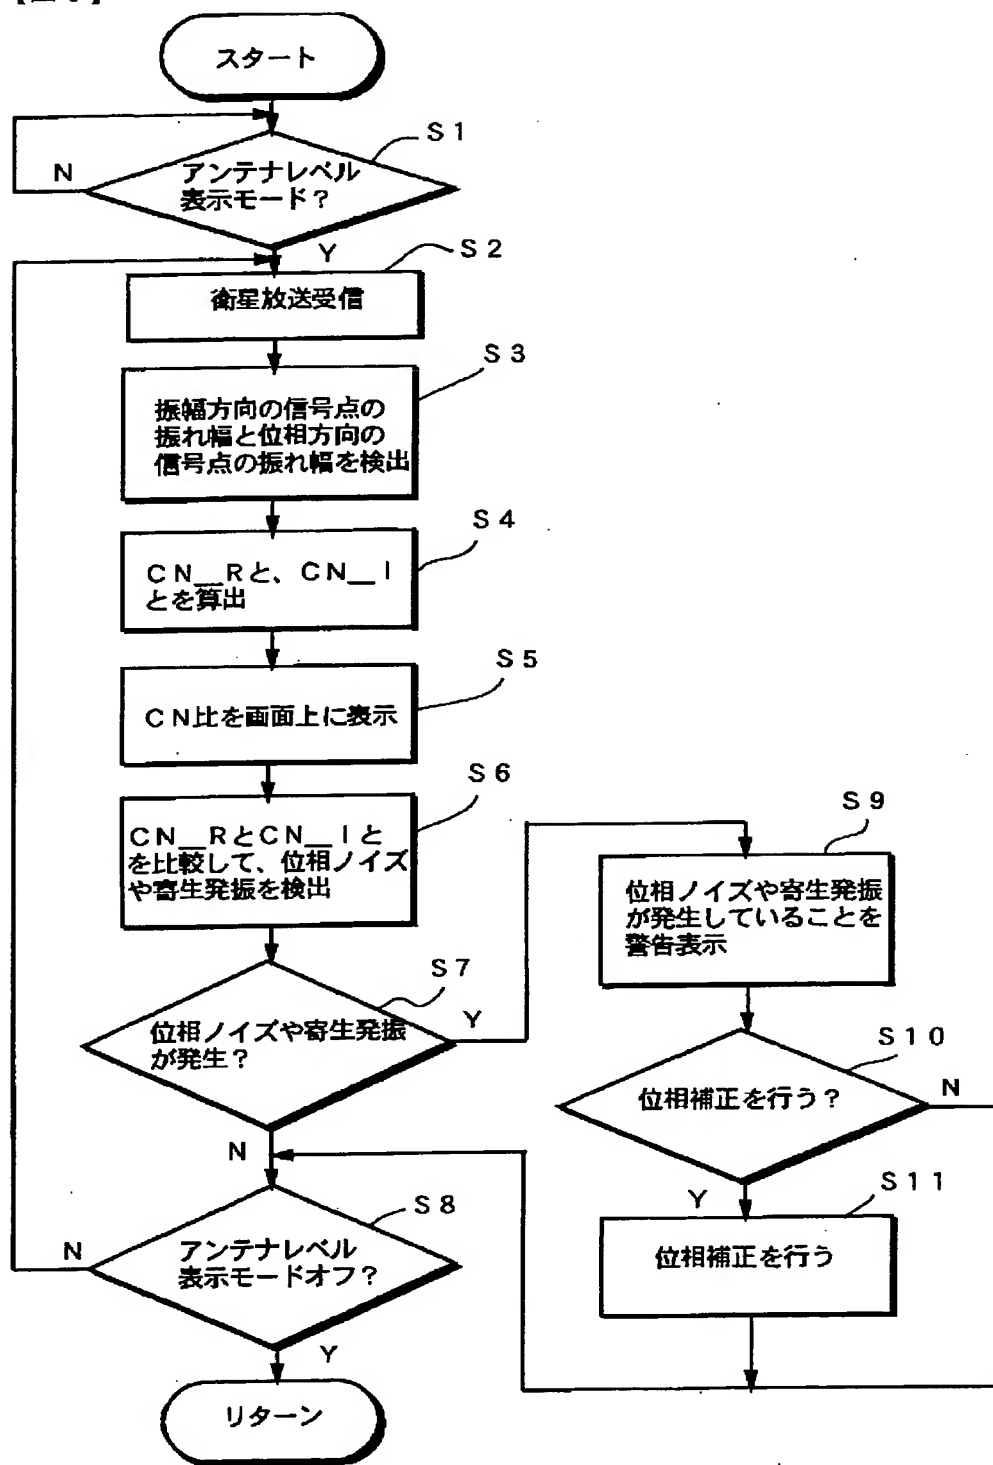 スタート
S1
N
アンテナレベル
表示モード?
Y
S2
衛星放送受信
S3
振幅方向の信号点の
振れ幅と位相方向の
信号点の振れ幅を検出
S4
CN__Rと、CN__I
とを算出
S5
CN比を画面上に表示
S6
CN__RとCN__Iと
を比較して、位相ノイズ
や寄生発振を検出
S7
位相ノイズや寄生発振
が発生?
Y
N
S8
アンテナレベル
表示モードオフ?
N
Y
リターン
S9
位相ノイズや寄生発振
が発生していることを
警告表示
S10
位相補正を行う?
N
Y
S11
位相補正を行う